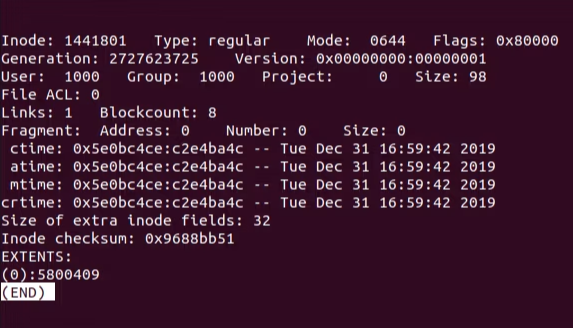 Inode: 1441801   Type: regular    Mode:  0644   Flags: 0x80000
Generation: 2727623725    Version: 0x00000000:00000001
User:  1000   Group:  1000   Project:     0   Size: 98
File ACL: 0
Links: 1   Blockcount: 8
Fragment:  Address: 0    Number: 0    Size: 0
 ctime: 0x5e0bc4ce:c2e4ba4c -- Tue Dec 31 16:59:42 2019
 atime: 0x5e0bc4ce:c2e4ba4c -- Tue Dec 31 16:59:42 2019
 mtime: 0x5e0bc4ce:c2e4ba4c -- Tue Dec 31 16:59:42 2019
crtime: 0x5e0bc4ce:c2e4ba4c -- Tue Dec 31 16:59:42 2019
Size of extra inode fields: 32
Inode checksum: 0x9688bb51
EXTENTS:
(0):5800409
(END)